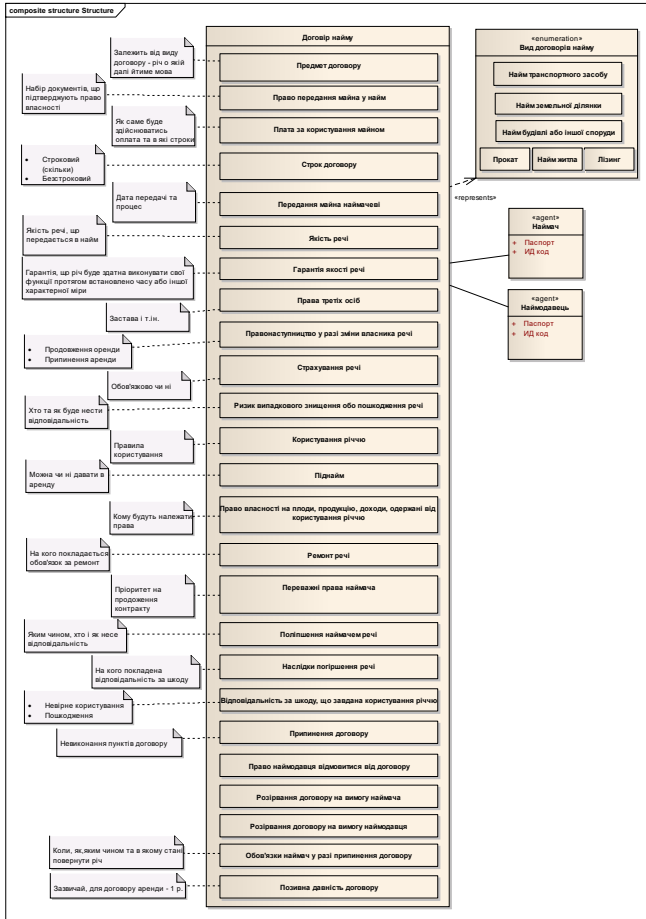 composite structure Structure
Договір найму
Залежить від виду
договору - річ о якій
далі йтиме мова
Предмет договору
Набір документів, що
підтверджують право
власності
Право передання майна у найм
Як саме буде
здійснюватись
оплата та в які строки
Плата за користування майном
• Строковий
(скільки)
• Безстроковий
Строк договору
Дата передачі та
процес
Передання майна наймачеві
Якість речі, що
передається в найм
Якість речі
Гарантія, що річ буде здатна виконувати свої
функції протягом встановлено часу або іншої
характерної міри
Гарантія якості речі
Застава і т.ін.
Права третіх осіб
• Продовження оренди
• Припинення аренди
Правонаступництво у разі зміни власника речі
Обов'язково чи ні
Страхування речі
Хто та як буде нести
відповідальність
Ризик випадкового знищення або пошкодження речі
Правила
користування
Користування річчю
Можна чи ні давати в
аренду
Піднайм
Кому будуть належати
права
Право власності на плоди, продукцію, доходи, одержані від
користування річчю
На кого покладається
обов'язок за ремонт
Ремонт речі
Пріоритет на
продоження
контракту
Переважні права наймача
Яким чином, хто і як несе
відповідальність
Поліпшення наймачем речі
На кого покладена
відповідальність за шкоду
Наслідки погіршення речі
• Невірне користування
• Пошкодження
Відповідальність за шкоду, що завдана користування річчю
Невиконання пунктів договору
Припинення договору
Право наймодавця відмовитися від договору
Розірвання договору на вимогу наймача
Розірвання договору на вимогу наймодавця
Коли, як,яким чином та в якому стані
повернути річ
Обов'язки наймач у разі припинення договору
Зазвичай, для договору аренди - 1 р.
Позивна давність договору
«enumeration»
Вид договорів найму
Найм транспортного засобу
Найм земельної ділянки
Найм будівлі або іншої споруди
Прокат
Найм житла
Лізинг
«represents»
«agent»
Наймач
+ Паспорт
+ ИД код
«agent»
Наймодавець
+ Паспорт
+ ИД код